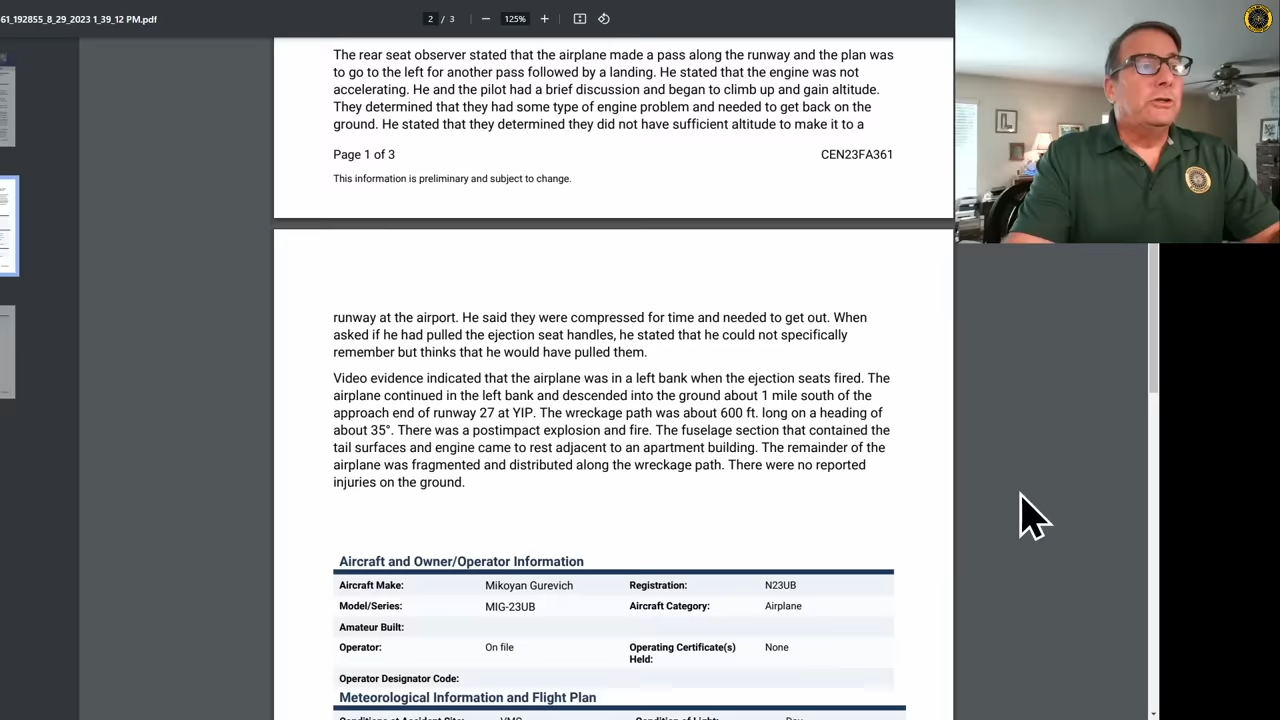 61_192855_8_29_2023 1_39_12 PM.pdf
2 / 3
125%
The rear seat observer stated that the airplane made a pass along the runway and the plan was
to go to the left for another pass followed by a landing. He stated that the engine was not
accelerating. He and the pilot had a brief discussion and began to climb up and gain altitude.
They determined that they had some type of engine problem and needed to get back on the
ground. He stated that they determined they did not have sufficient altitude to make it to a
Page 1 of 3 CEN23FA361
This information is preliminary and subject to change.
runway at the airport. He said they were compressed for time and needed to get out. When
asked if he had pulled the ejection seat handles, he stated that he could not specifically
remember but thinks that he would have pulled them.
Video evidence indicated that the airplane was in a left bank when the ejection seats fired. The
airplane continued in the left bank and descended into the ground about 1 mile south of the
approach end of runway 27 at YIP. The wreckage path was about 600 ft. long on a heading of
about 35°. There was a postimpact explosion and fire. The fuselage section that contained the
tail surfaces and engine came to rest adjacent to an apartment building. The remainder of the
airplane was fragmented and distributed along the wreckage path. There were no reported
injuries on the ground.
Aircraft and Owner/Operator Information
Aircraft Make: Mikoyan Gurevich Registration: N23UB
Model/Series: MIG-23UB Aircraft Category: Airplane
Amateur Built:
Operator: On file Operating Certificate(s) None
Held:
Operator Designator Code:
Meteorological Information and Flight Plan
Conditions at Accident Site: VMC Condition of Light: Day